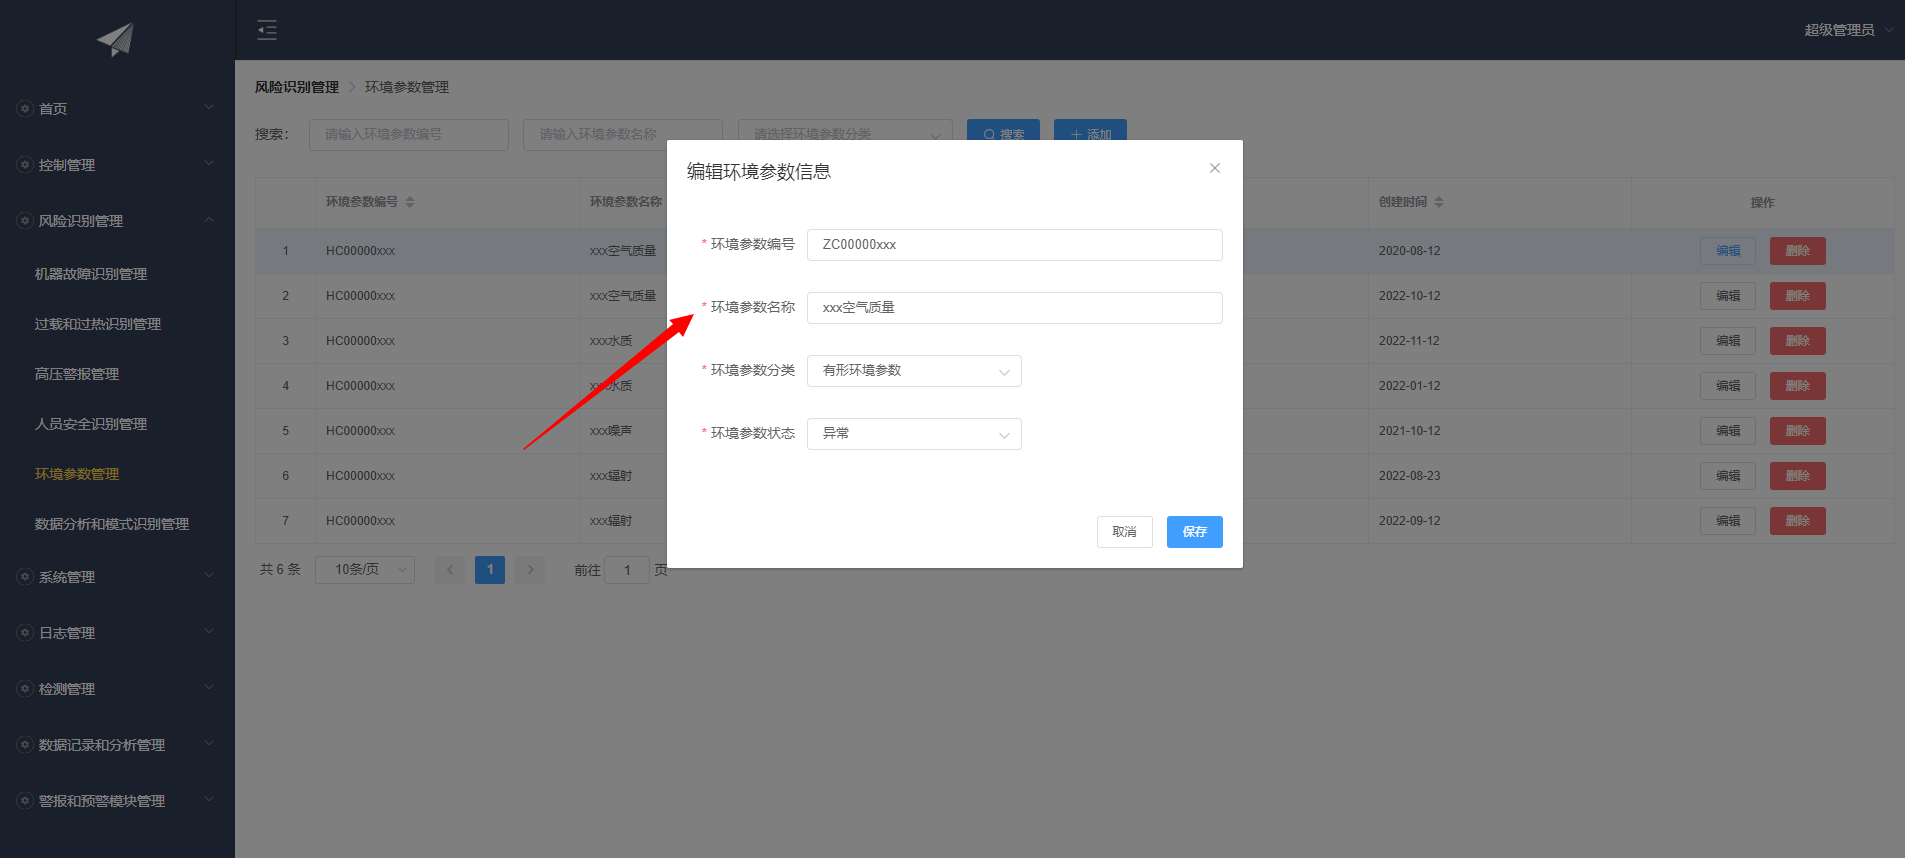 超级管理员
首页
控制管理
风险识别管理
机器故障识别管理
过载和过热识别管理
高压警报管理
人员安全识别管理
环境参数管理
数据分析和模式识别管理
系统管理
日志管理
检测管理
数据记录和分析管理
警报和预警模块管理
风险识别管理 > 环境参数管理
搜索： 请输入环境参数编号 请输入环境参数名称 请选择环境参数分类 搜索 添加
环境参数编号 环境参数名称 创建时间 操作
1 HC00000xxx xxx空气质量 2020-08-12 编辑 删除
2 HC00000xxx xxx空气质量 2022-10-12 编辑 删除
3 HC00000xxx xxx水质 2022-11-12 编辑 删除
4 HC00000xxx xxx水质 2022-01-12 编辑 删除
5 HC00000xxx xxx噪声 2021-10-12 编辑 删除
6 HC00000xxx xxx辐射 2022-08-23 编辑 删除
7 HC00000xxx xxx辐射 2022-09-12 编辑 删除
共 6 条 10条/页 < 1 > 前往 1 页
编辑环境参数信息
* 环境参数编号 ZC00000xxx
* 环境参数名称 xxx空气质量
* 环境参数分类 有形环境参数
* 环境参数状态 异常
取消 保存